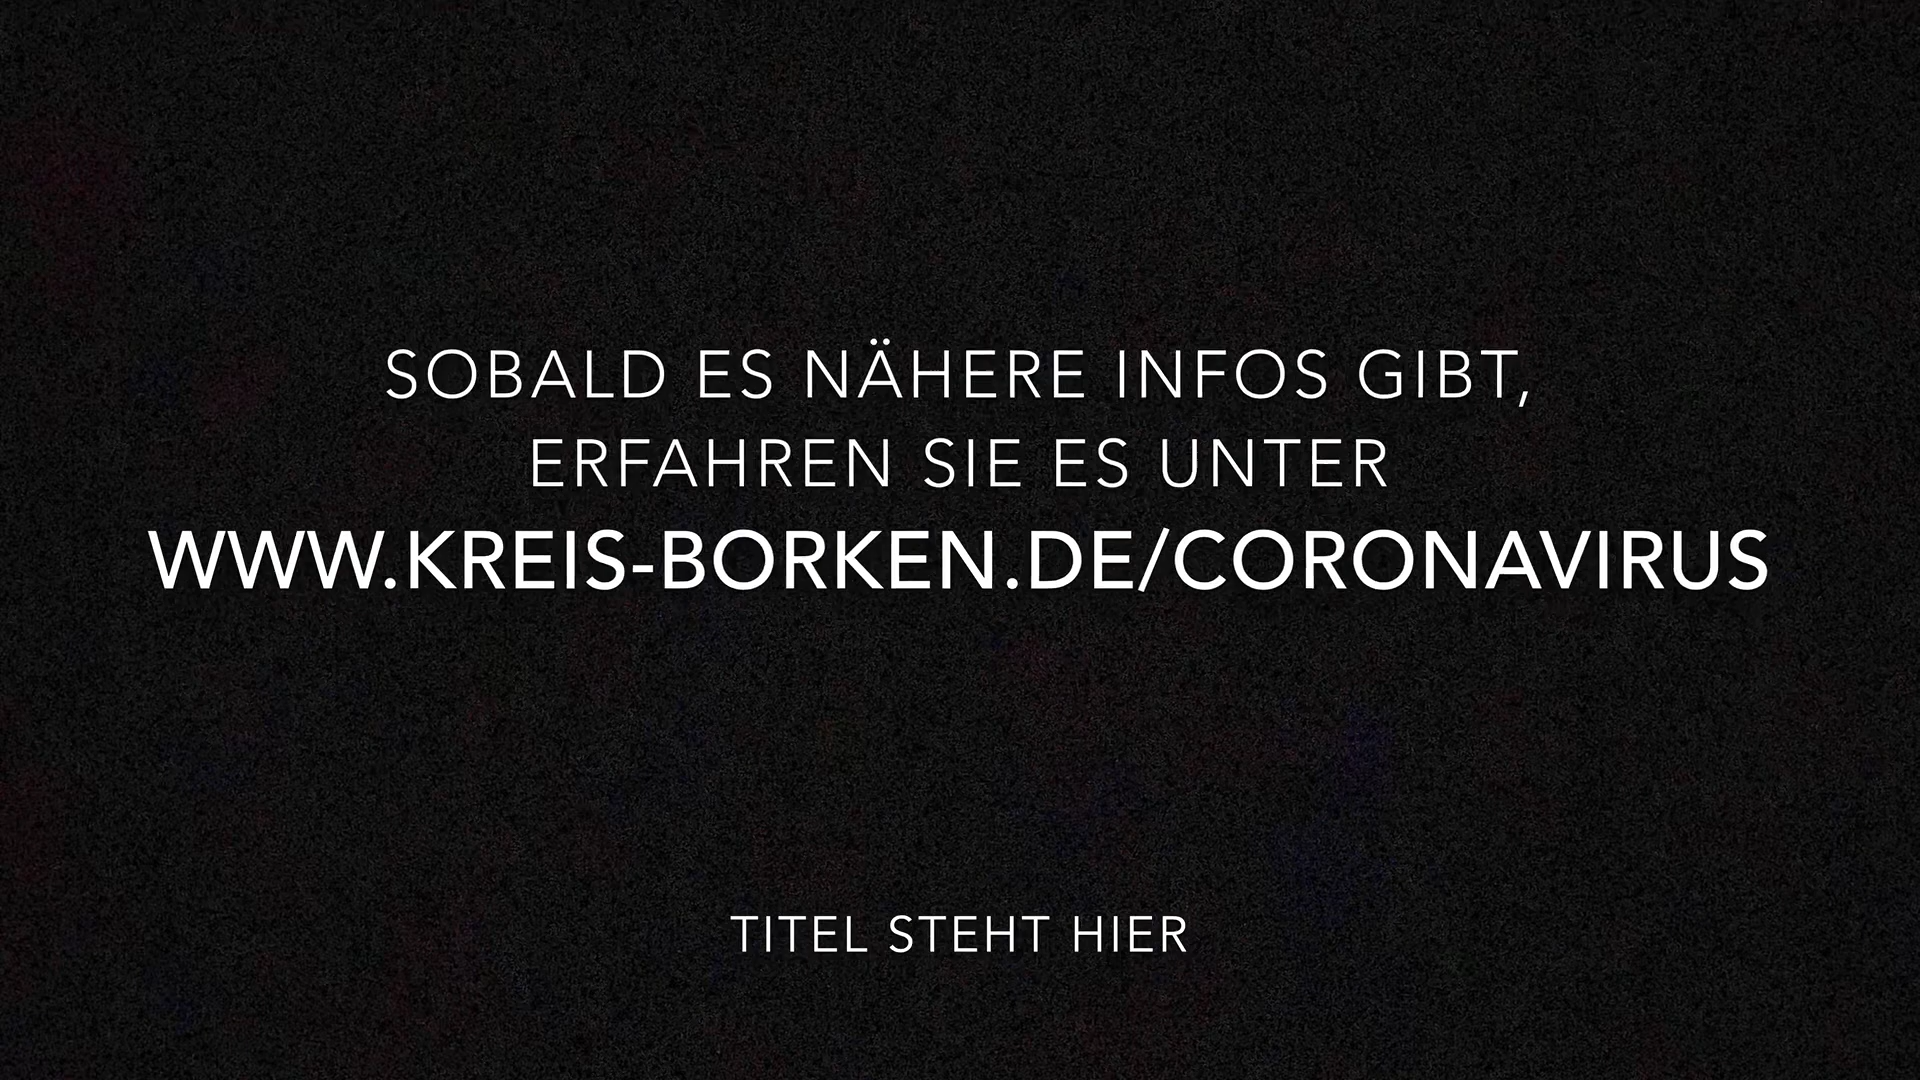 SOBALD ES NÄHERE INFOS GIBT,
ERFAHREN SIE ES UNTER
WWW.KREIS-BORKEN.DE/CORONAVIRUS
TITEL STEHT HIER